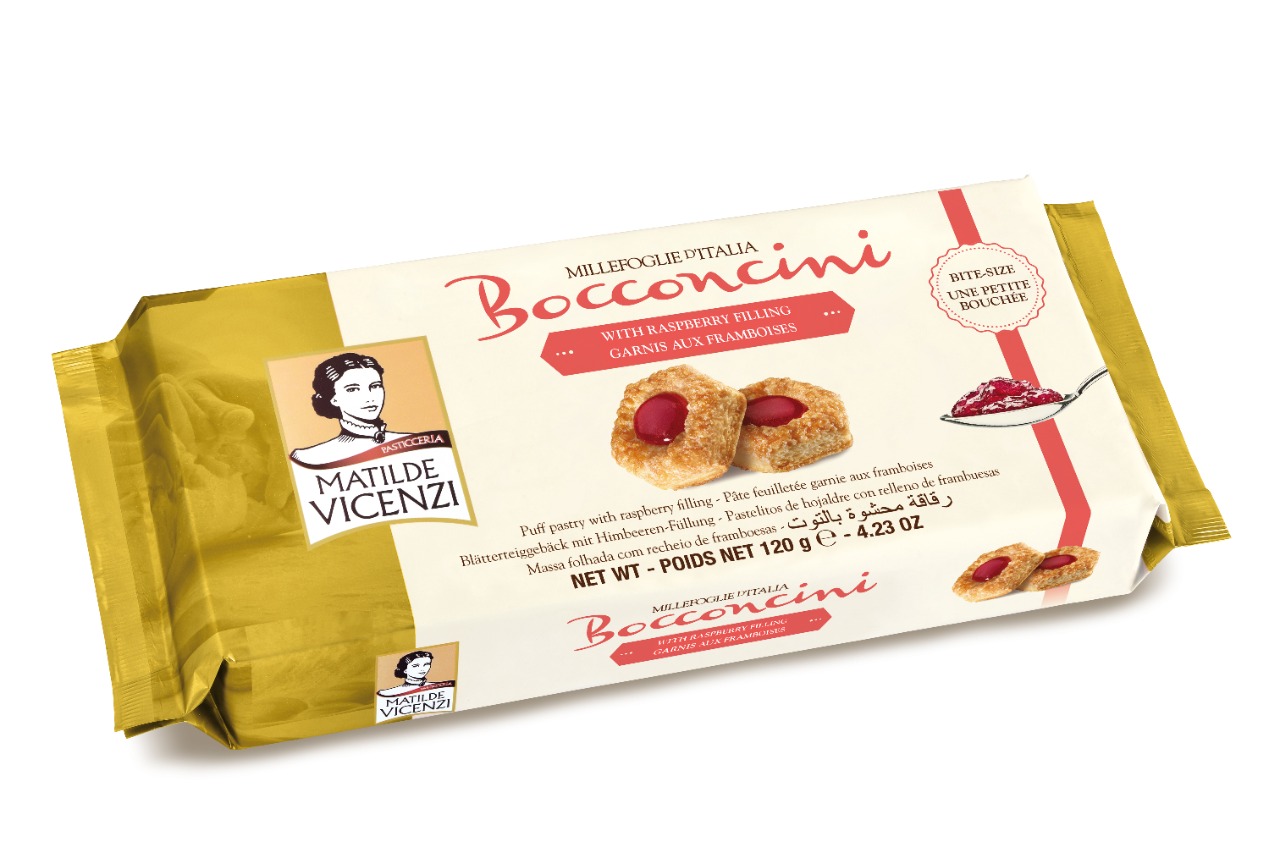 MILLEFOGLIE D'ITALIA
Bocconcini
WITH RASPBERRY FILLING
GARNIS AUX FRAMBOISES
BITE-SIZE
UNE PETITE
BOUCHÉE
PASTICCERIA
MATILDE
VICENZI
Puff pastry with raspberry filling - Pâte feuilletée garnie aux framboises
Blätterteiggebäck mit Himbeeren-Füllung - Pastelitos de hojaldre con relleno de frambuesas
Massa folhada com recheio de framboesas - رقاقة محشوة بالتوت
NET WT - POIDS NET 120 g ℮ - 4.23 OZ
MILLEFOGLIE D'ITALIA
Bocconcini
WITH RASPBERRY FILLING
GARNIS AUX FRAMBOISES
PASTICCERIA
MATILDE
VICENZI